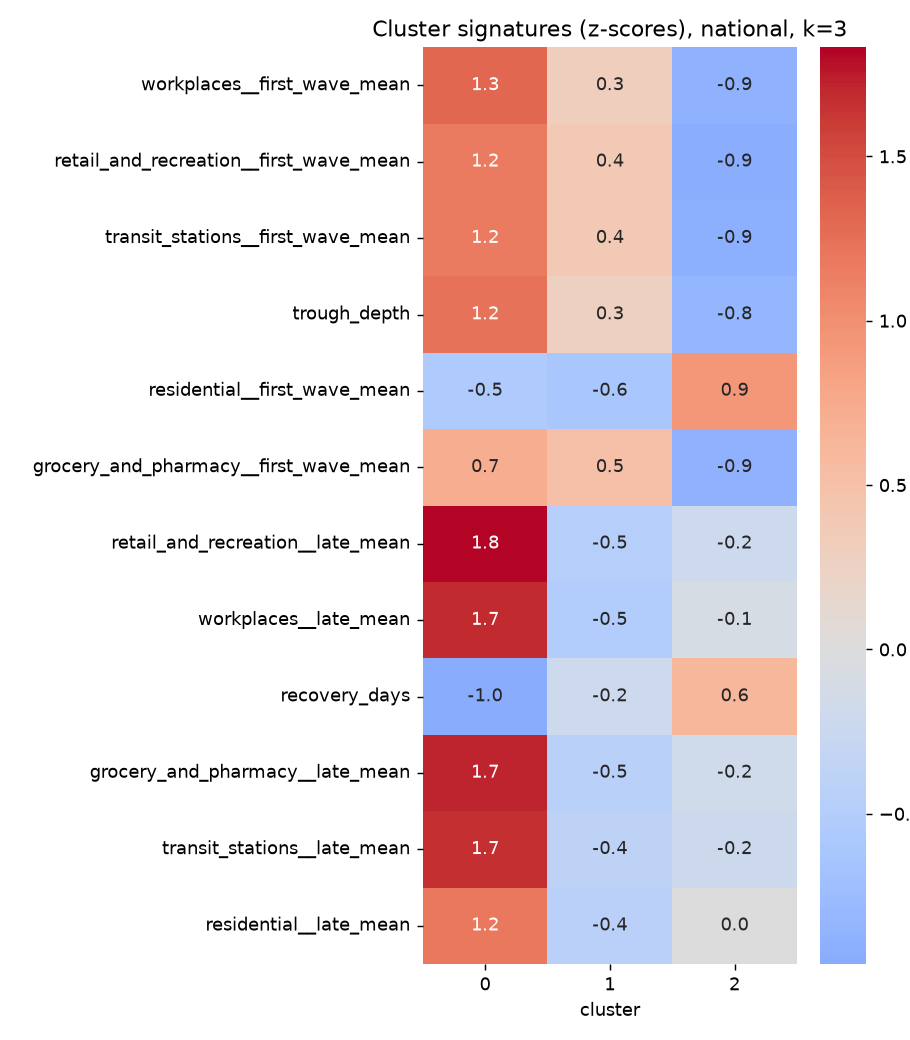 Cluster signatures (z-scores), national, k=3
workplaces__first_wave_mean 1.3 0.3 -0.9
retail_and_recreation__first_wave_mean 1.2 0.4 -0.9
transit_stations__first_wave_mean 1.2 0.4 -0.9
trough_depth 1.2 0.3 -0.8
residential__first_wave_mean -0.5 -0.6 0.9
grocery_and_pharmacy__first_wave_mean 0.7 0.5 -0.9
retail_and_recreation__late_mean 1.8 -0.5 -0.2
workplaces__late_mean 1.7 -0.5 -0.1
recovery_days -1.0 -0.2 0.6
grocery_and_pharmacy__late_mean 1.7 -0.5 -0.2
transit_stations__late_mean 1.7 -0.4 -0.2
residential__late_mean 1.2 -0.4 0.0
0 1 2
cluster
1.5
1.0
0.5
0.0
−0.